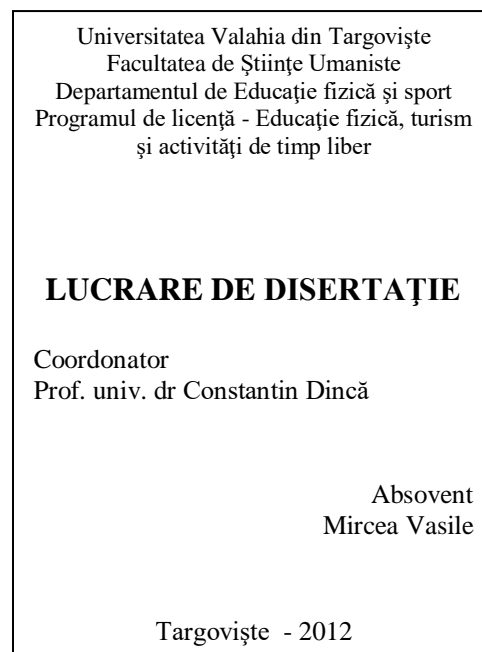 Universitatea Valahia din Targovişte
Facultatea de Ştiinţe Umaniste
Departamentul de Educaţie fizică şi sport
Programul de licenţă - Educaţie fizică, turism
şi activităţi de timp liber
LUCRARE DE DISERTAŢIE
Coordonator
Prof. univ. dr Constantin Dincă
Absovent
Mircea Vasile
Targovişte - 2012